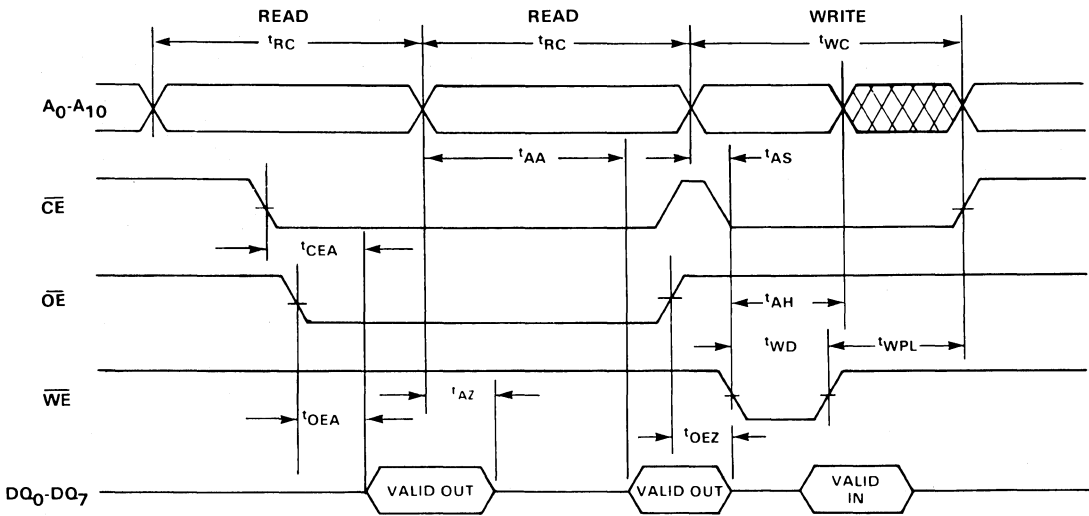 READ READ WRITE
tRC tRC tWC
A0-A10
tAA tAS
CE
tCEA
OE
tAH
tWD tWPL
WE
tAZ
tOEA
tOEZ
DQ0-DQ7 VALID OUT VALID OUT VALID
IN